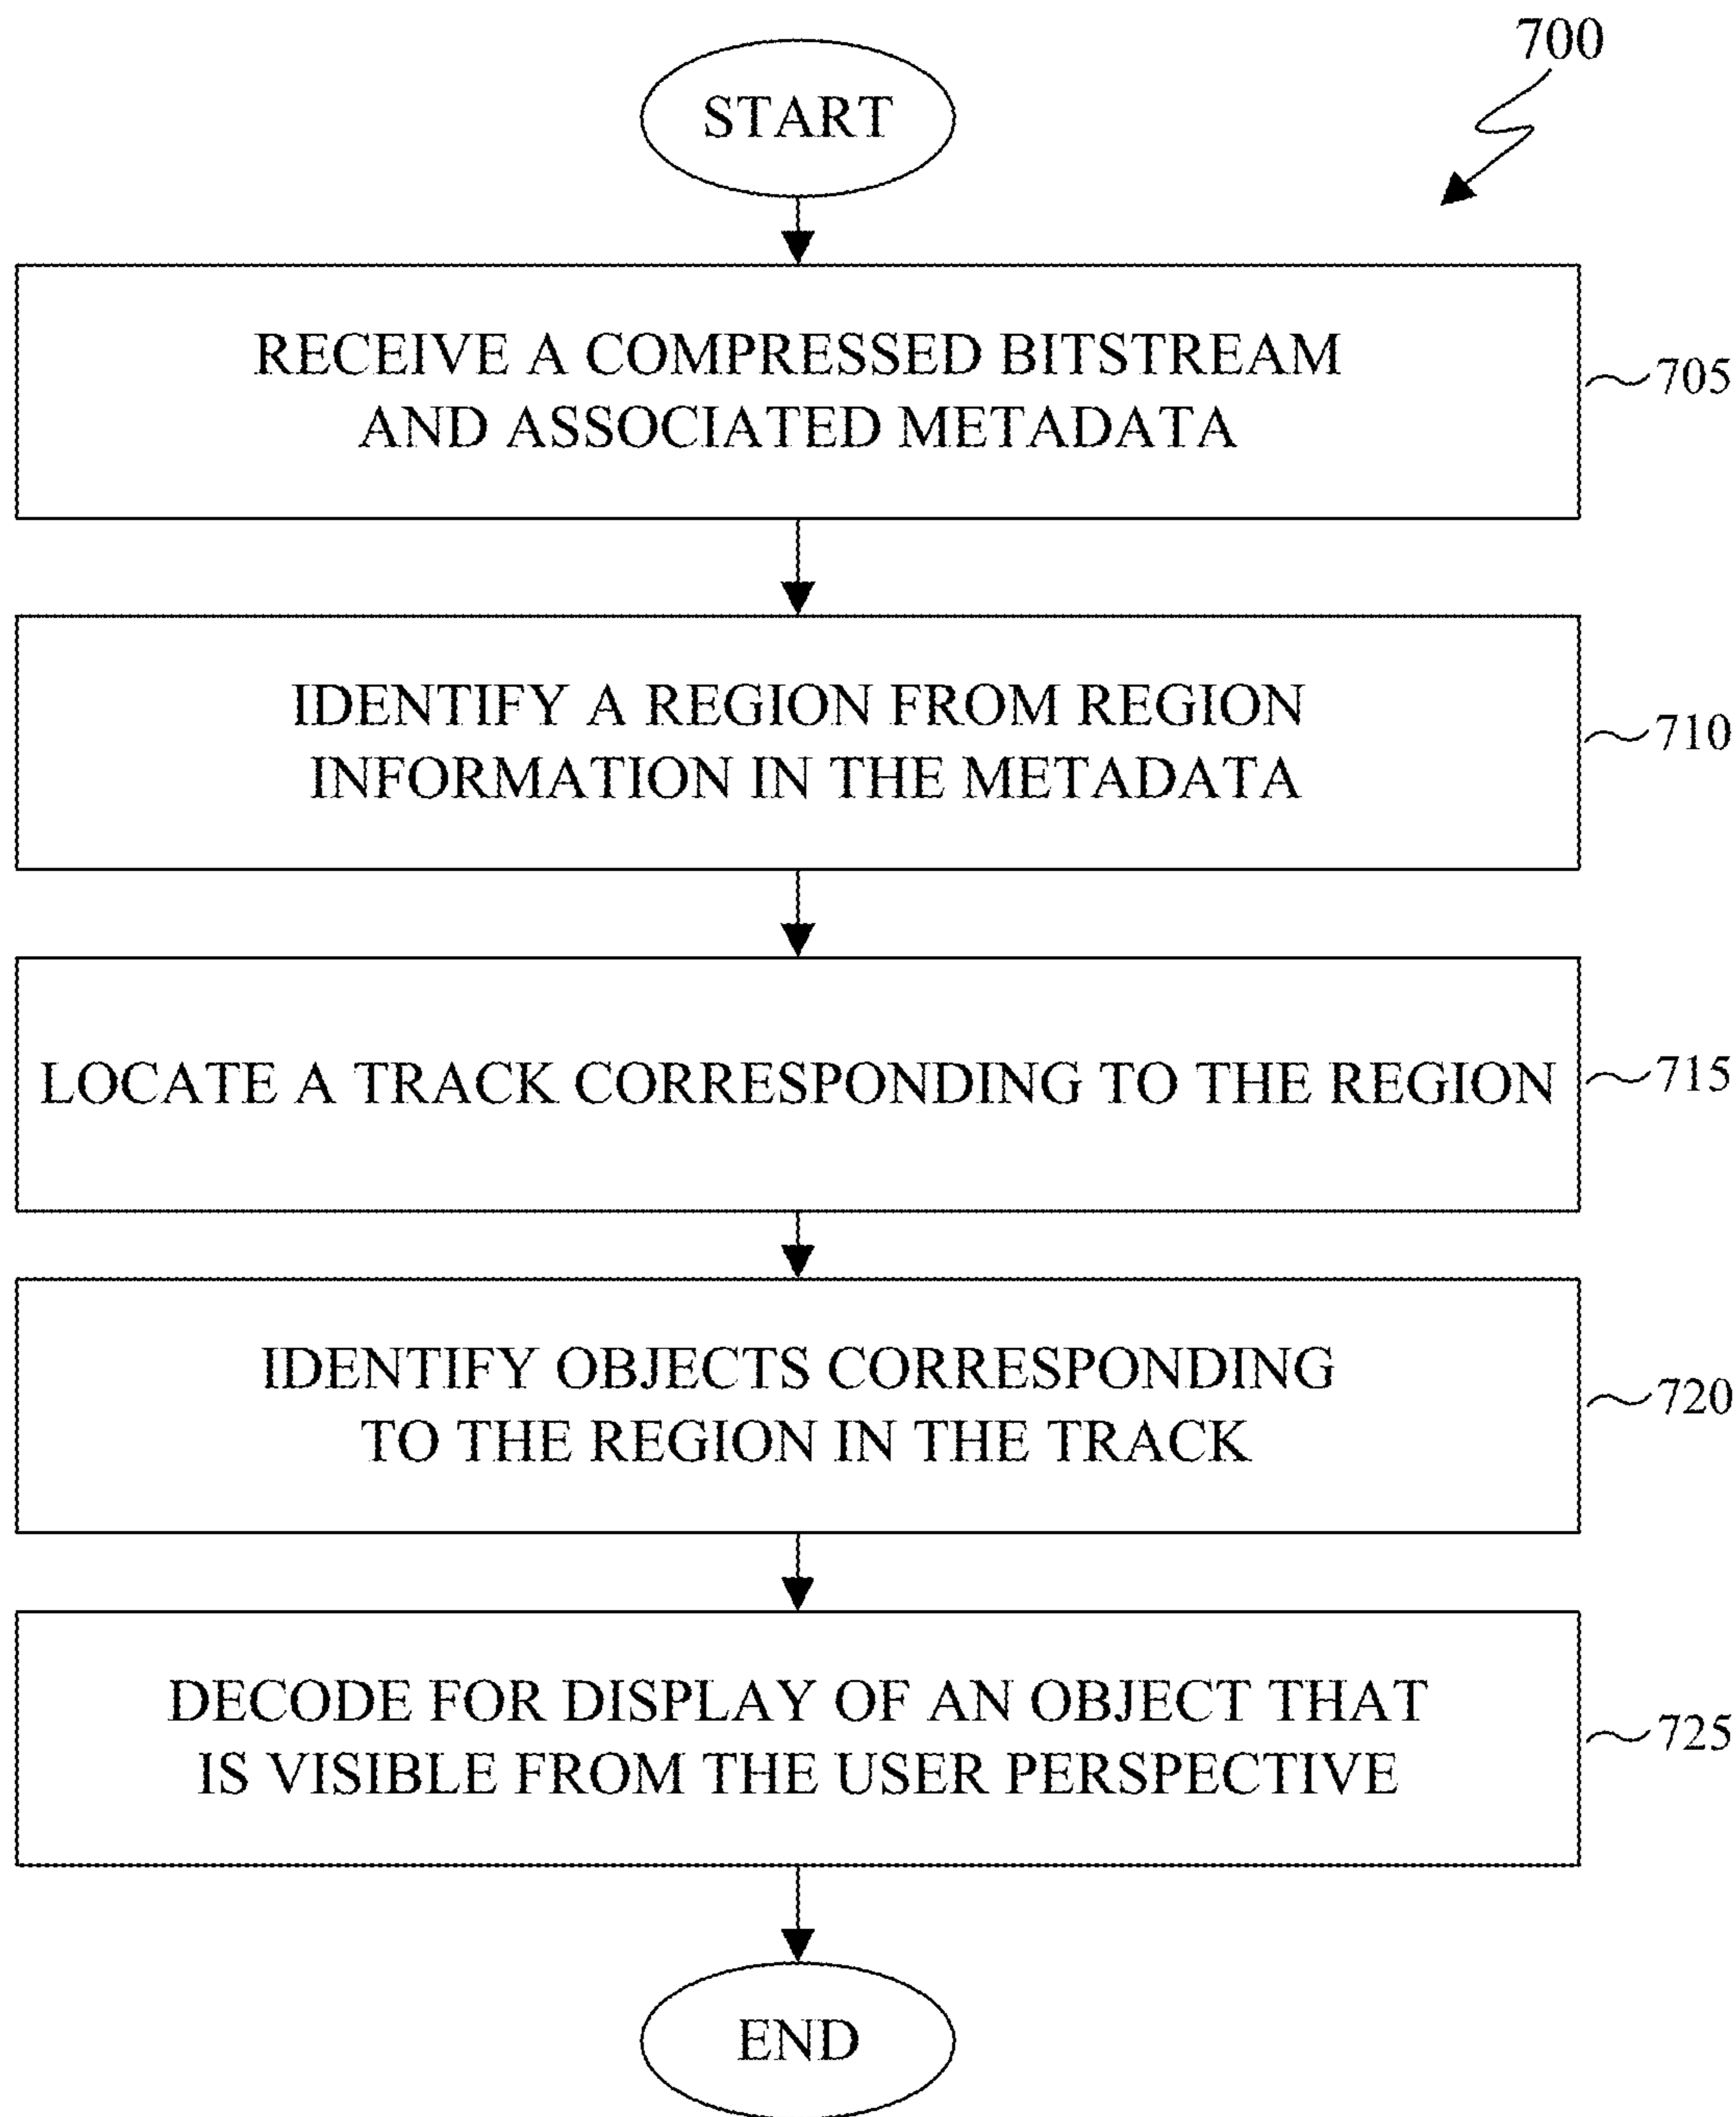 700
START
RECEIVE A COMPRESSED BITSTREAM
AND ASSOCIATED METADATA
705
IDENTIFY A REGION FROM REGION
INFORMATION IN THE METADATA
710
LOCATE A TRACK CORRESPONDING TO THE REGION
715
IDENTIFY OBJECTS CORRESPONDING
TO THE REGION IN THE TRACK
720
DECODE FOR DISPLAY OF AN OBJECT THAT
IS VISIBLE FROM THE USER PERSPECTIVE
725
END